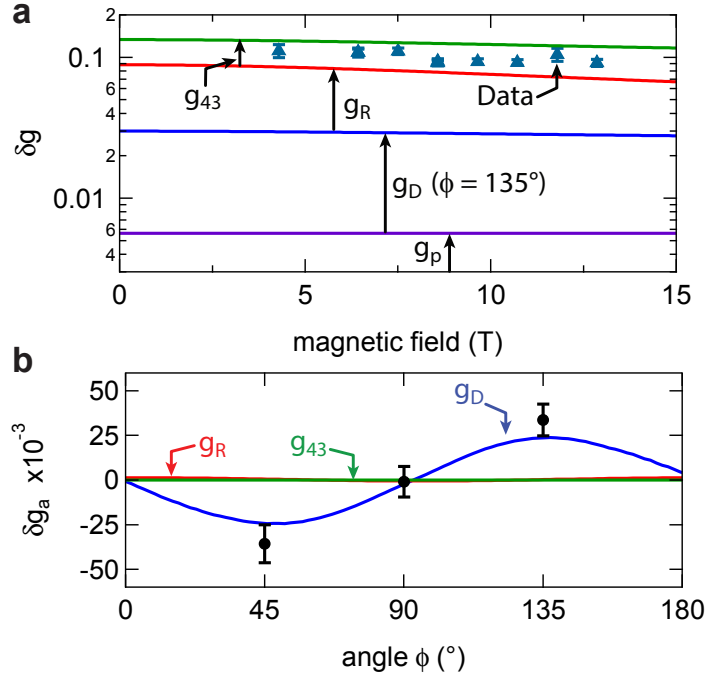 a
δg
0.1
6
4
2
0.01
6
4
g43
gR
Data
gD (ϕ = 135°)
gp
0
5
10
15
magnetic field (T)
b
δga x10-3
50
25
0
-25
-50
gR
g43
gD
0
45
90
135
180
angle ϕ (°)